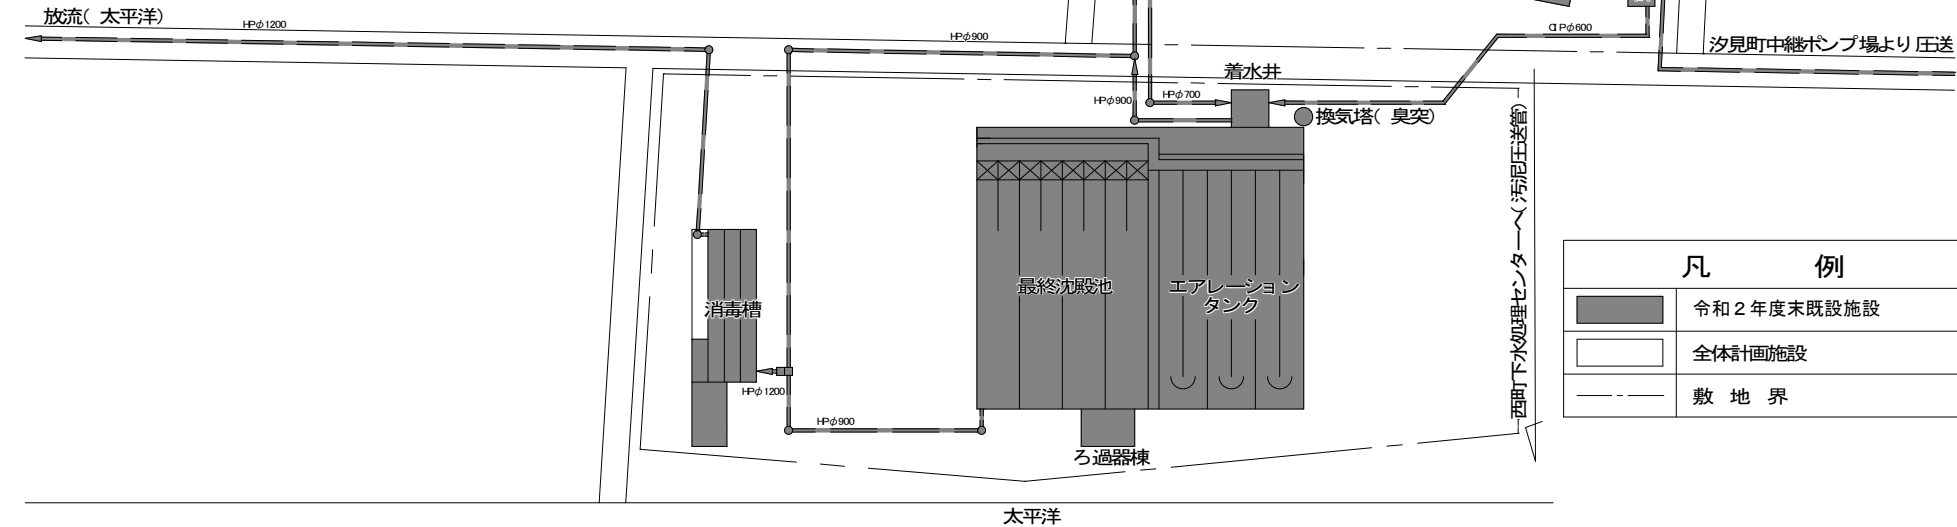 放流(太平洋)
HPφ1200
HPφ900
CIPφ600
汐見町中継ポンプ場より圧送
着水井
HPφ900
HPφ700
換気塔(臭突)
西町下水処理センターへ(汚泥圧送管)
最終沈殿池
エアレーション
タンク
消毒槽
HPφ1200
HPφ900
ろ過器棟
太平洋
凡 例
令和2年度末既設施設
全体計画施設
敷 地 界